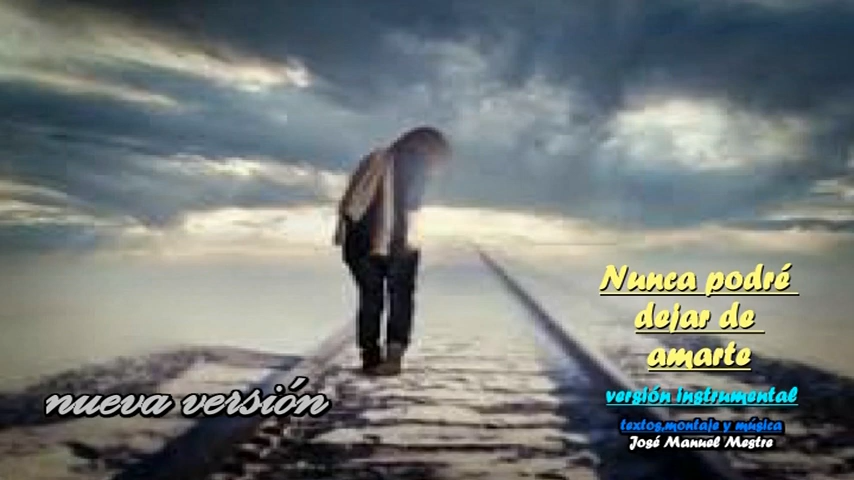 Nunca podré
dejar de
amarte
versión instrumental
textos,montaje y música
José Manuel Mestre
nueva versión